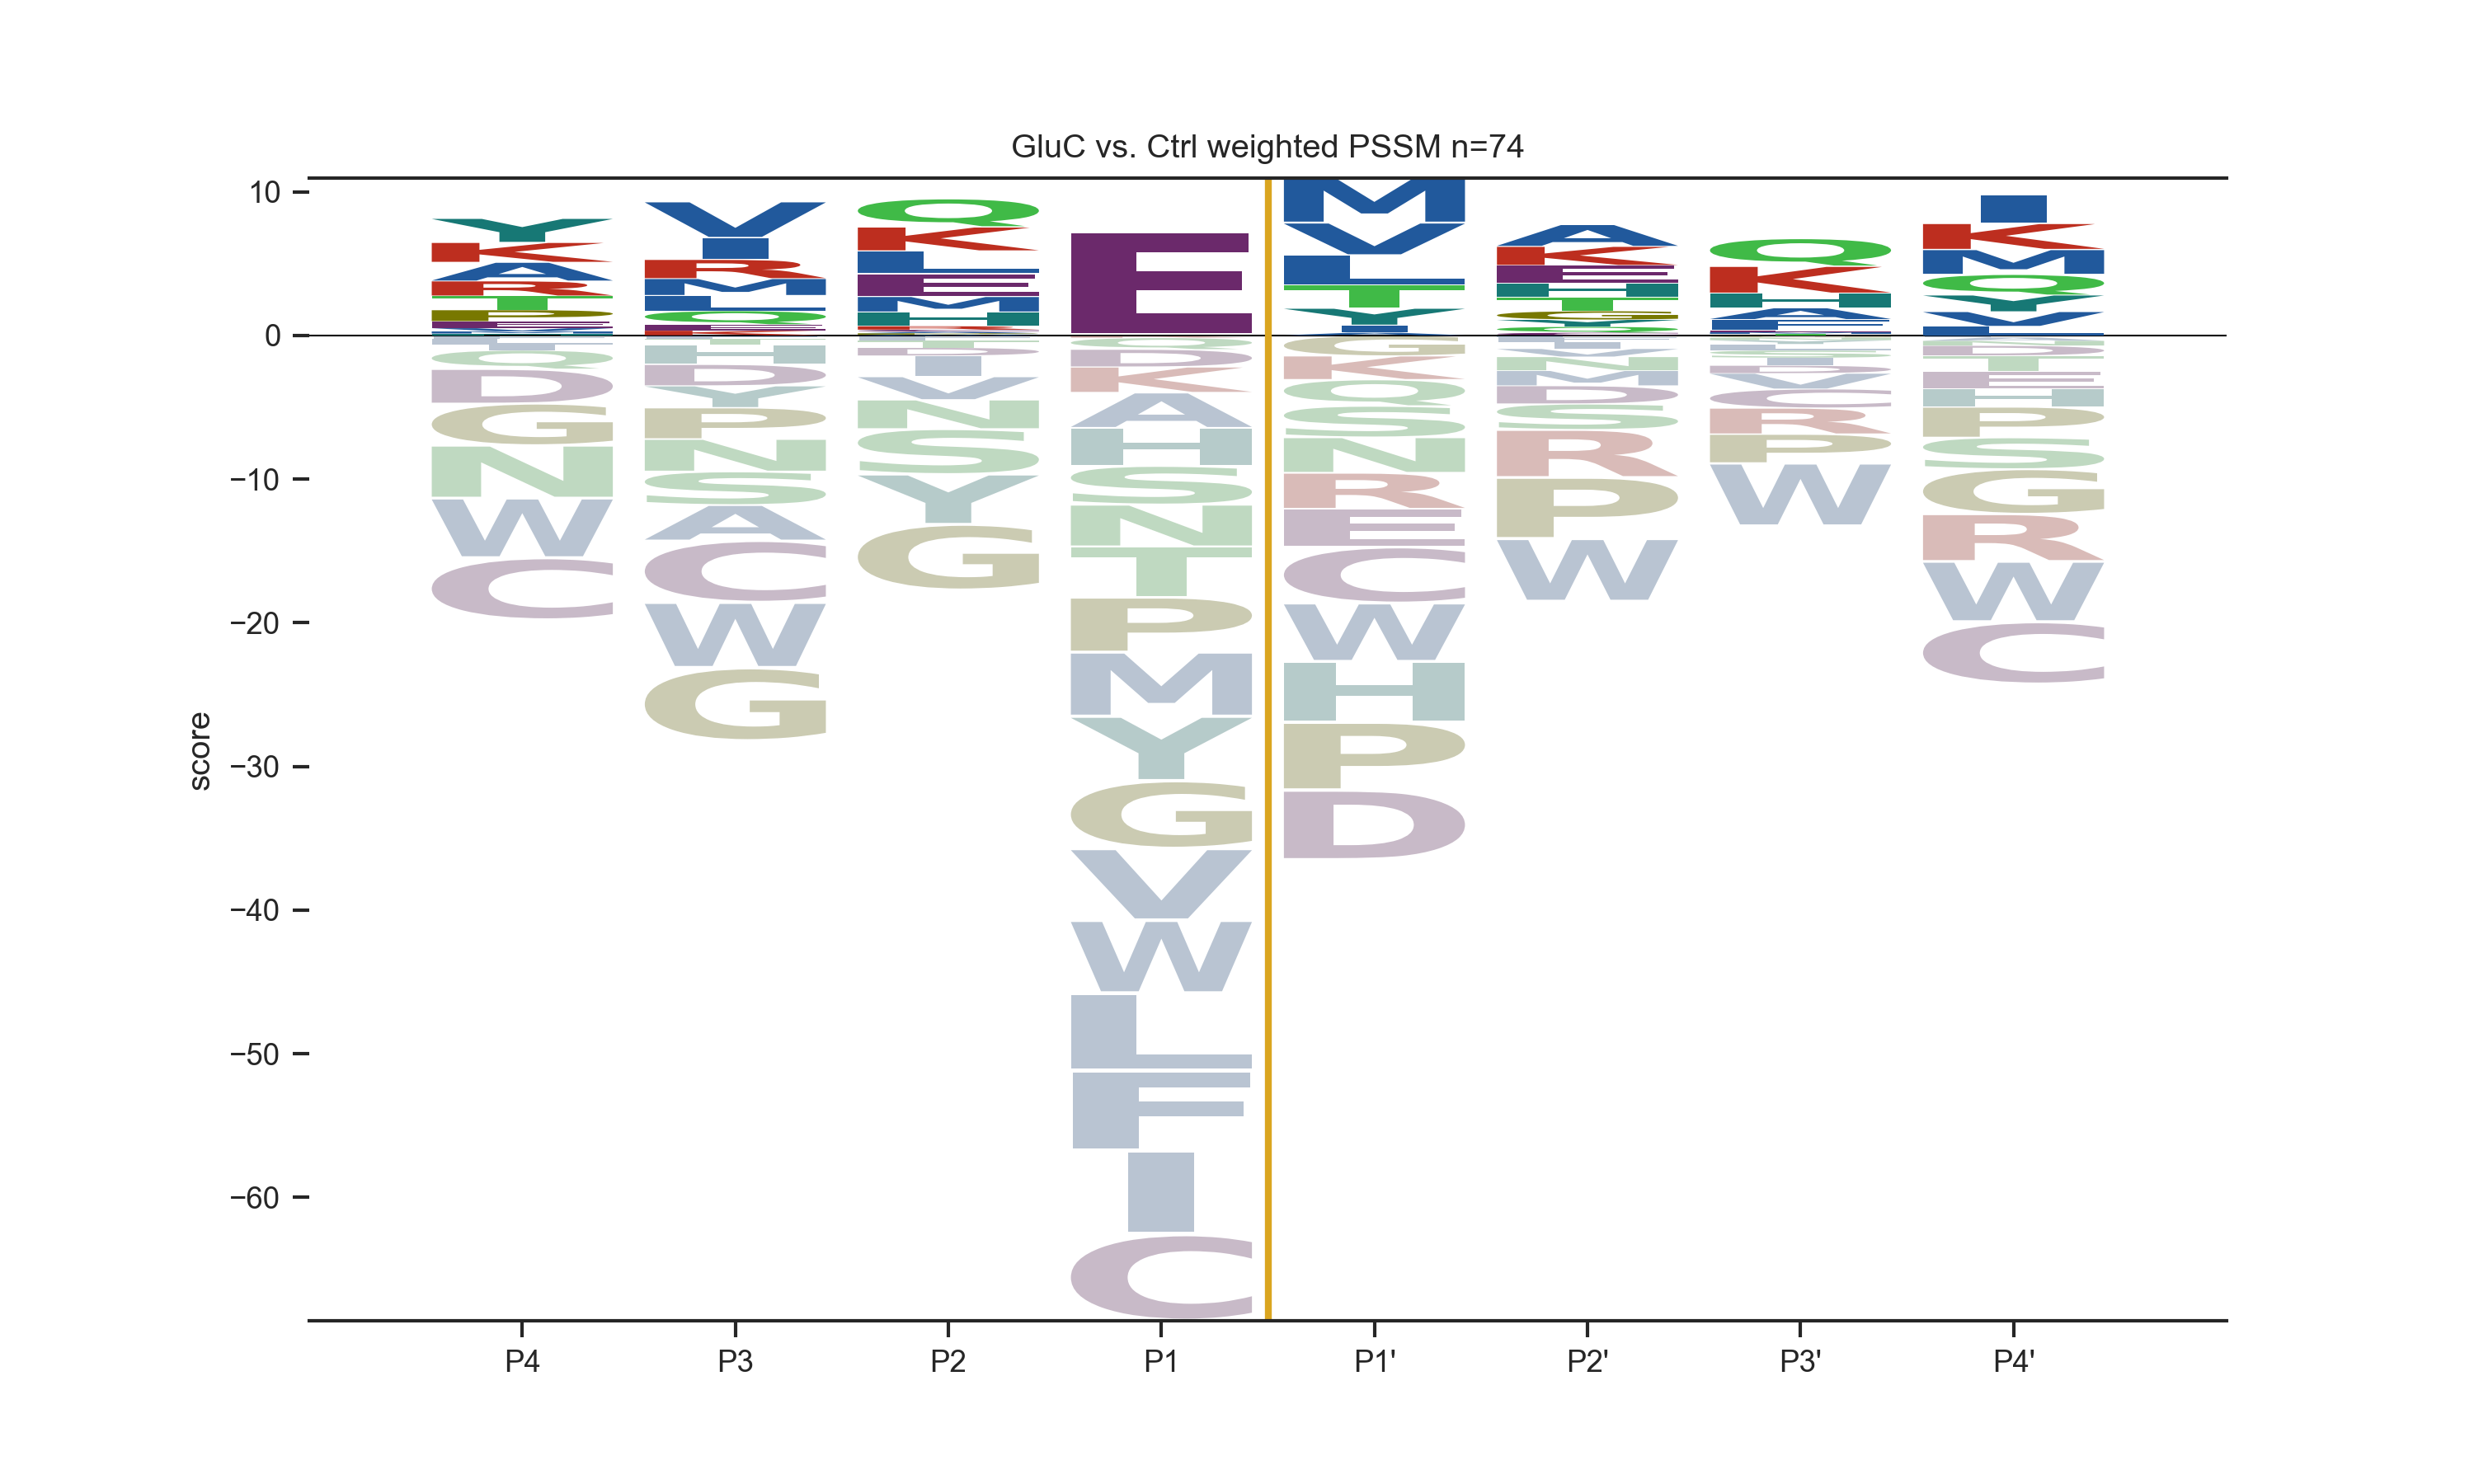 GluC vs. Ctrl weighted PSSM n=74
10
0
−10
−20
−30
−40
−50
−60
score
Y K A R T
V I R M L Q
Q K L E M H
E
M V L T Y I
A K E H T
Q K H A F
I K M Q Y V L
Q D G N W C
H D Y P N S A C W G
D I V N S Y G
Q D K A H S N T P M Y G V W L F I C
G K Q S N R E C W H P D
I V N M D S R P W
I D V C R P W
D T E H P S G R W C
P4 P3 P2 P1 P1' P2' P3' P4'